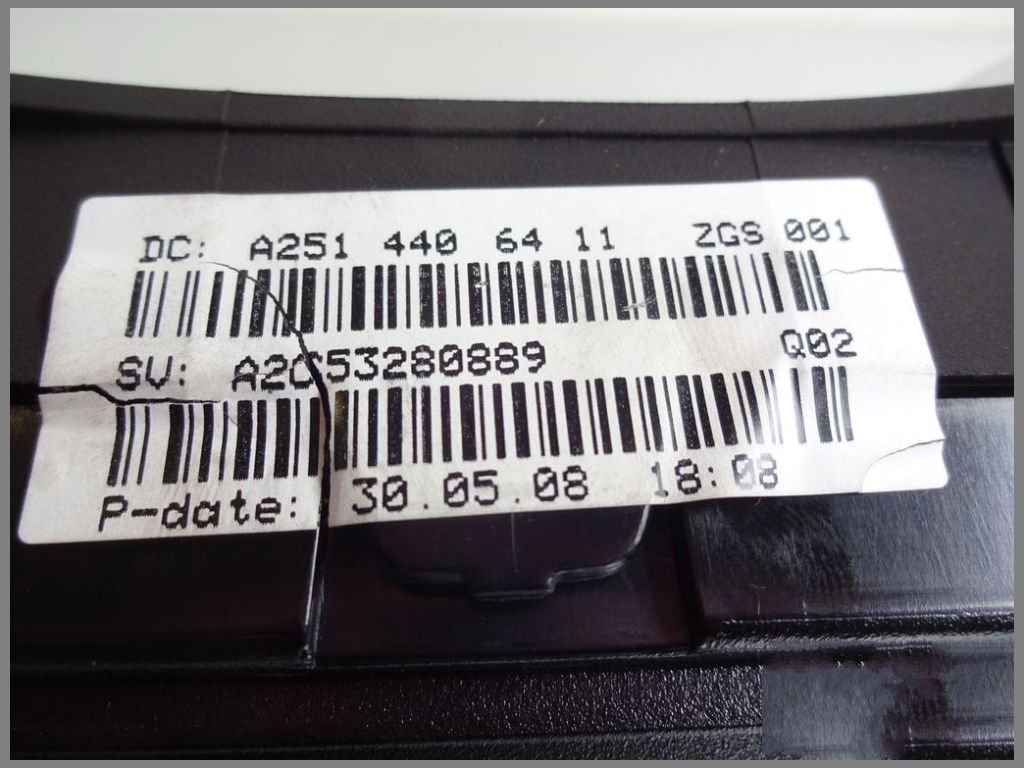 DC: A251 440 64 11 ZGS 001
SV: A2C53280889 Q02
P-date: 30.05.08 18:08